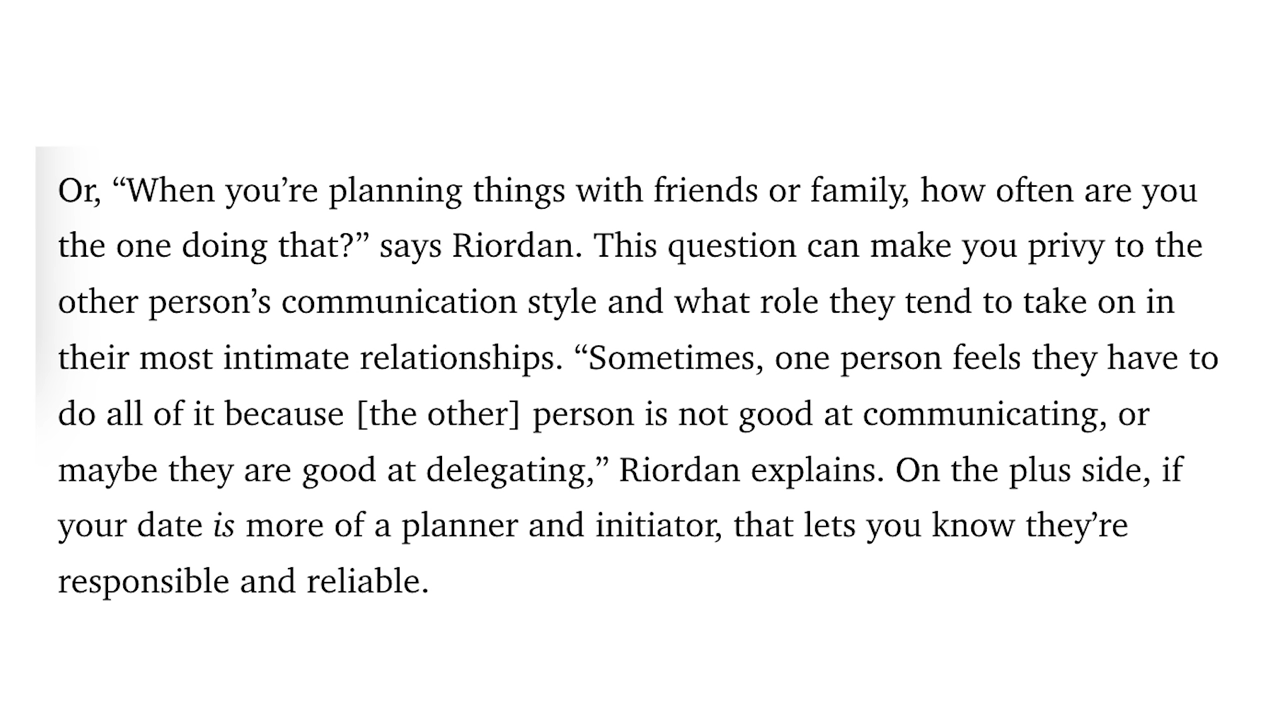 Or, “When you’re planning things with friends or family, how often are you
the one doing that?” says Riordan. This question can make you privy to the
other person’s communication style and what role they tend to take on in
their most intimate relationships. “Sometimes, one person feels they have to
do all of it because [the other] person is not good at communicating, or
maybe they are good at delegating,” Riordan explains. On the plus side, if
your date is more of a planner and initiator, that lets you know they’re
responsible and reliable.